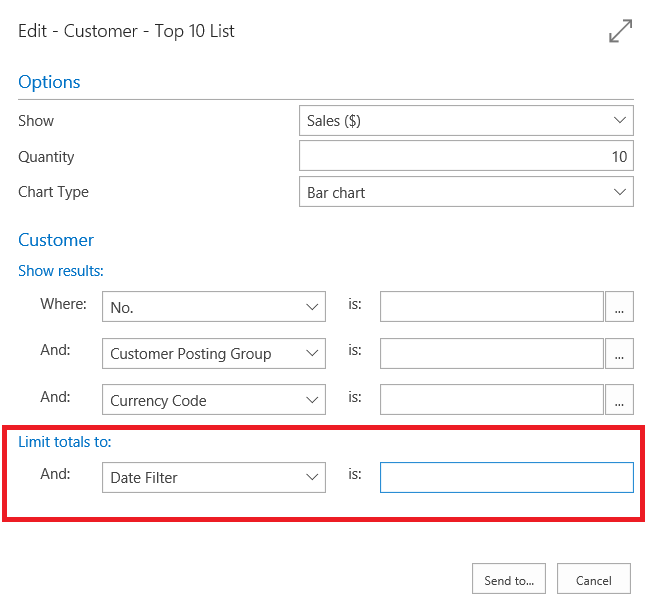 Edit - Customer - Top 10 List
Options
Show Sales ($)
Quantity 10
Chart Type Bar chart
Customer
Show results:
Where: No. is: ...
And: Customer Posting Group is: ...
And: Currency Code is: ...
Limit totals to:
And: Date Filter is:
Send to... Cancel